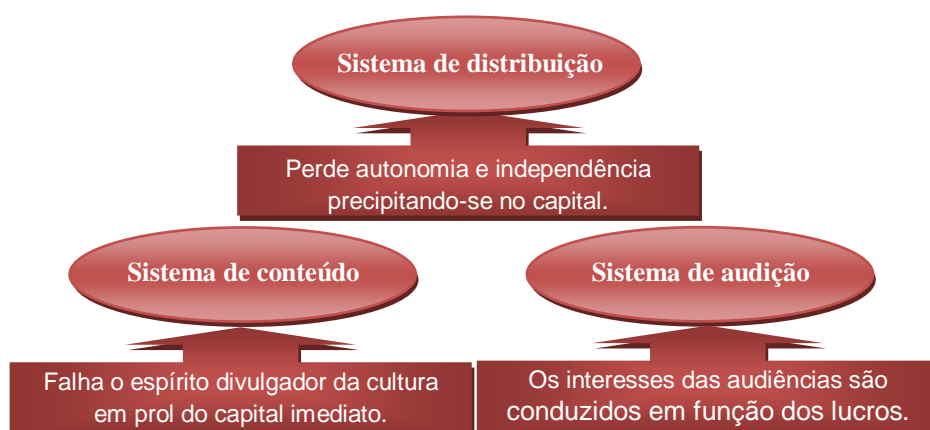 Sistema de distribuição
Perde autonomia e independência
precipitando-se no capital.
Sistema de conteúdo
Falha o espírito divulgador da cultura
em prol do capital imediato.
Sistema de audição
Os interesses das audiências são
conduzidos em função dos lucros.